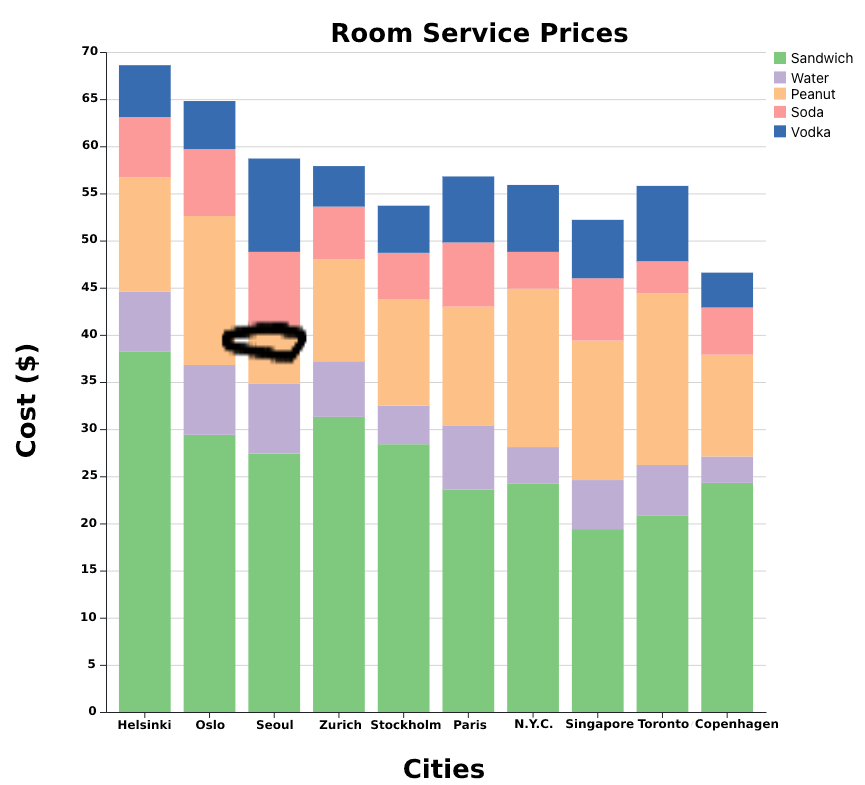 Room Service Prices
70
65
60
55
50
45
40
35
30
25
20
15
10
5
0
Cost ($)
Helsinki Oslo Seoul Zurich Stockholm Paris N.Y.C. Singapore Toronto Copenhagen
Cities
Sandwich
Water
Peanut
Soda
Vodka